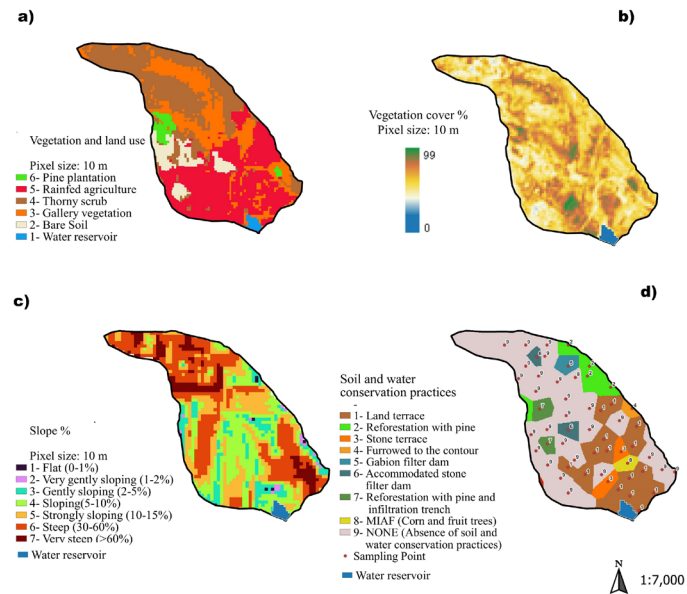 a)
b)
Vegetation and land use
Pixel size: 10 m
6- Pine plantation
5- Rainfed agriculture
4- Thorny scrub
3- Gallery vegetation
2- Bare Soil
1- Water reservoir
Vegetation cover %
Pixel size: 10 m
99
0
c)
d)
Slope %
Pixel size: 10 m
1- Flat (0-1%)
2- Very gently sloping (1-2%)
3- Gently sloping (2-5%)
4- Sloping(5-10%)
5- Strongly sloping (10-15%)
6- Steep (30-60%)
7- Very steep (>60%)
Water reservoir
Soil and water
conservation practices
-
1- Land terrace
2- Reforestation with pine
3- Stone terrace
4- Furrowed to the contour
5- Gabion filter dam
6- Accommodated stone
filter dam
7- Reforestation with pine and
infiltration trench
8- MIAF (Corn and fruit trees)
9- NONE (Absence of soil and
water conservation practices)
Sampling Point
Water reservoir
N
1:7,000